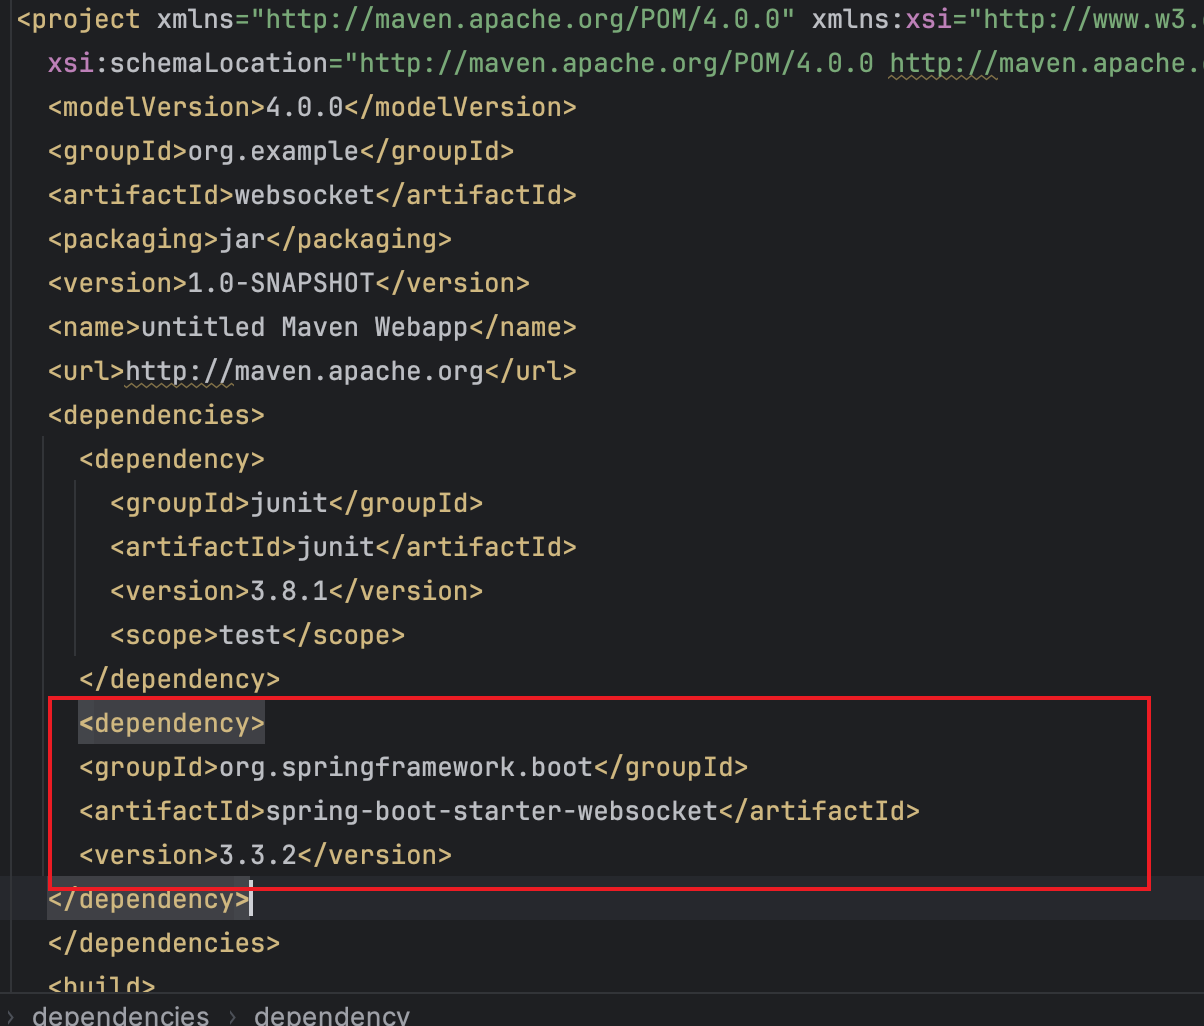 <project xmlns="http://maven.apache.org/POM/4.0.0" xmlns:xsi="http://www.w3.
xsi:schemaLocation="http://maven.apache.org/POM/4.0.0 http://maven.apache.
<modelVersion>4.0.0</modelVersion>
<groupId>org.example</groupId>
<artifactId>websocket</artifactId>
<packaging>jar</packaging>
<version>1.0-SNAPSHOT</version>
<name>untitled Maven Webapp</name>
<url>http://maven.apache.org</url>
<dependencies>
<dependency>
<groupId>junit</groupId>
<artifactId>junit</artifactId>
<version>3.8.1</version>
<scope>test</scope>
</dependency>
<dependency>
<groupId>org.springframework.boot</groupId>
<artifactId>spring-boot-starter-websocket</artifactId>
<version>3.3.2</version>
</dependency>
</dependencies>
<build>
› dependencies › dependency